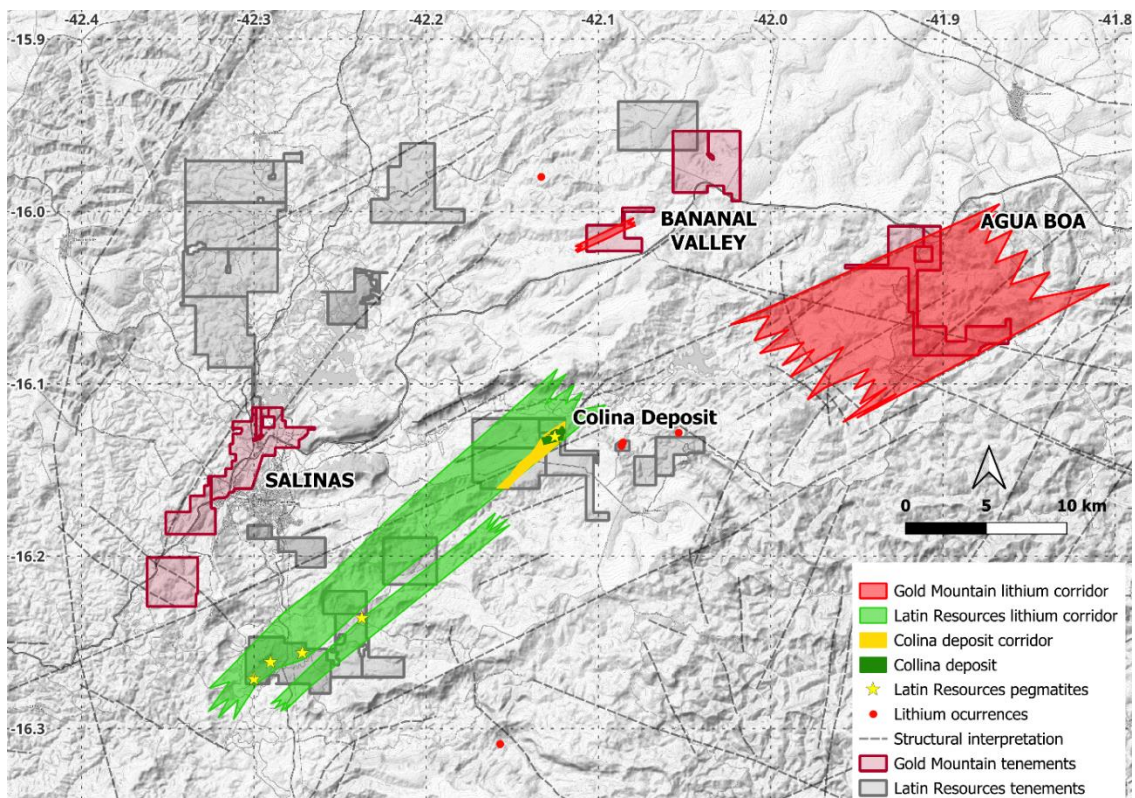 -42.3
-42.2
-42.1
-42.0
-41.9
-41.8
-15.9
-16.0
-16.1
-16.2
-16.3
BANANAL
VALLEY
AGUA BOA
Colina Deposit
SALINAS
0 5 10 km
Gold Mountain lithium corridor
Latin Resources lithium corridor
Colina deposit corridor
Collina deposit
Latin Resources pegmatites
Lithium ocurrences
Structural interpretation
Gold Mountain tenements
Latin Resources tenements